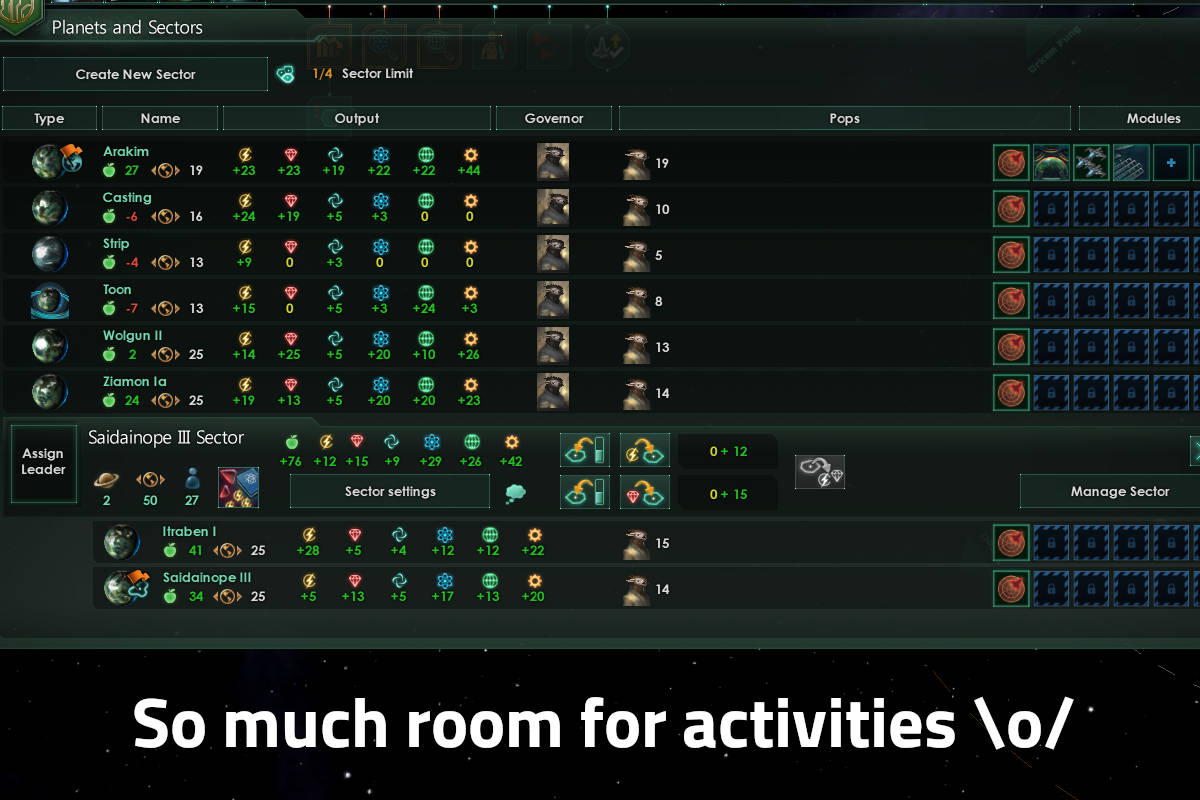 Planets and Sectors
Create New Sector 1/4 Sector Limit
Type Name Output Governor Pops Modules
Arakim
27 19 +23 +23 +19 +22 +22 +44 19
Casting
-6 16 +24 +19 +5 +3 0 0 10
Strip
-4 13 +9 0 +3 0 0 0 5
Toon
-7 13 +15 0 +5 +3 +24 +3 8
Wolgun II
2 25 +14 +25 +5 +20 +10 +26 13
Ziamon Ia
24 25 +19 +13 +5 +20 +20 +23 14
Assign
Leader
Saidainope III Sector
+76 +12 +15 +9 +29 +26 +42
0 + 12
2 50 27
Sector settings
0 + 15
Manage Sector
Itraben I
41 25 +28 +5 +4 +12 +12 +22 15
Saidainope III
34 25 +5 +13 +5 +17 +13 +20 14
So much room for activities \o/